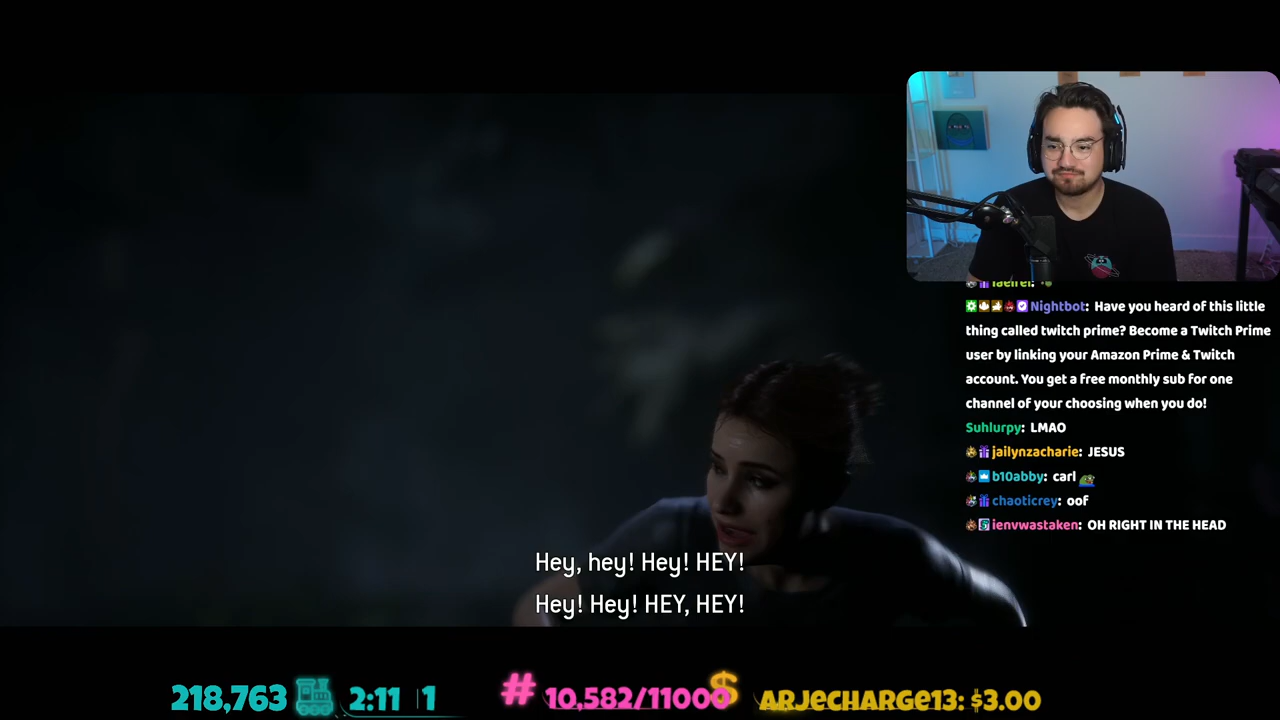 Nightbot: Have you heard of this little
thing called twitch prime? Become a Twitch Prime
user by linking your Amazon Prime & Twitch
account. You get a free monthly sub for one
channel of your choosing when you do!
Suhlurpy: LMAO
jailynzacharie: JESUS
b10abby: carl
chaoticrey: oof
ienvwastaken: OH RIGHT IN THE HEAD
Hey, hey! Hey! HEY!
Hey! Hey! HEY, HEY!
218,763 2:11 1 # 10,582/11000 $ ARJECHARGE13: $3.00